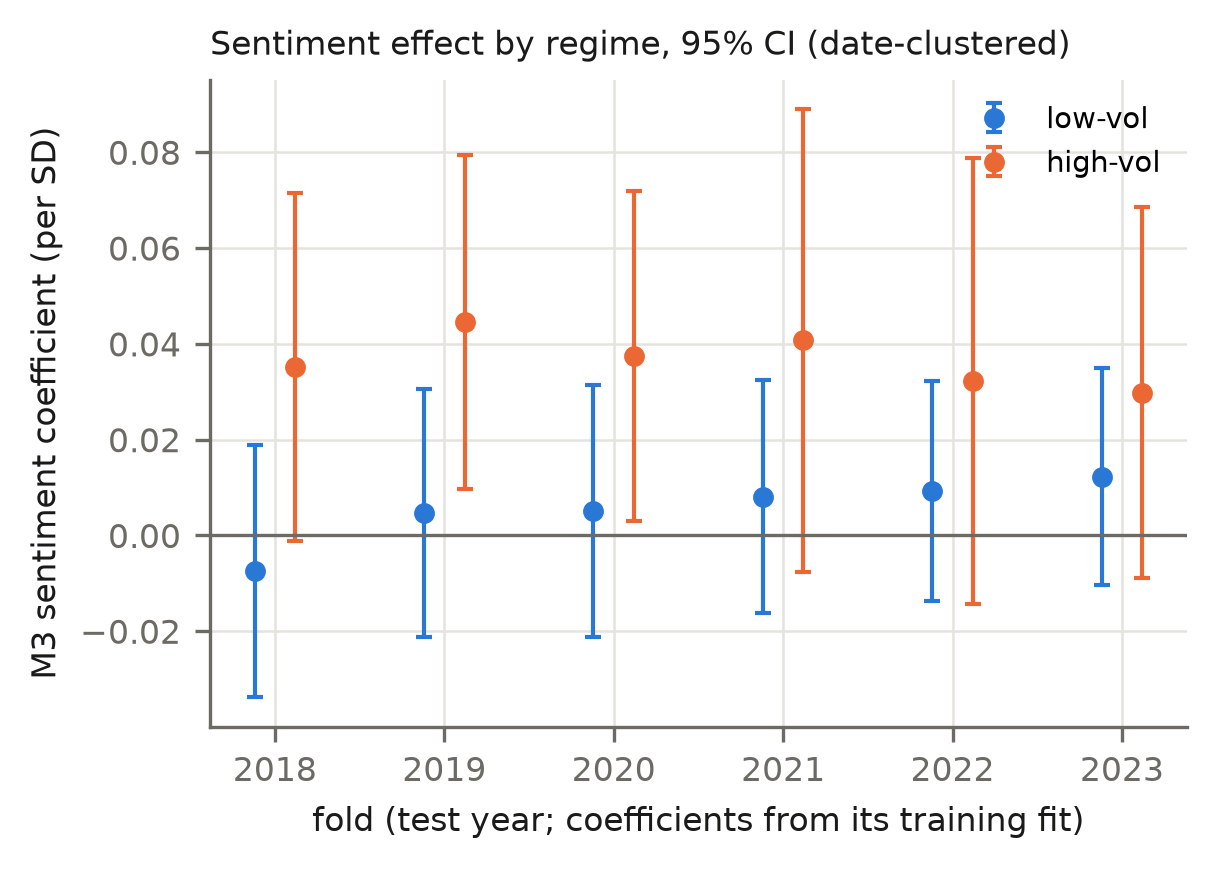 Sentiment effect by regime, 95% CI (date-clustered)
low-vol
high-vol
M3 sentiment coefficient (per SD)
0.08
0.06
0.04
0.02
0.00
−0.02
2018 2019 2020 2021 2022 2023
fold (test year; coefficients from its training fit)